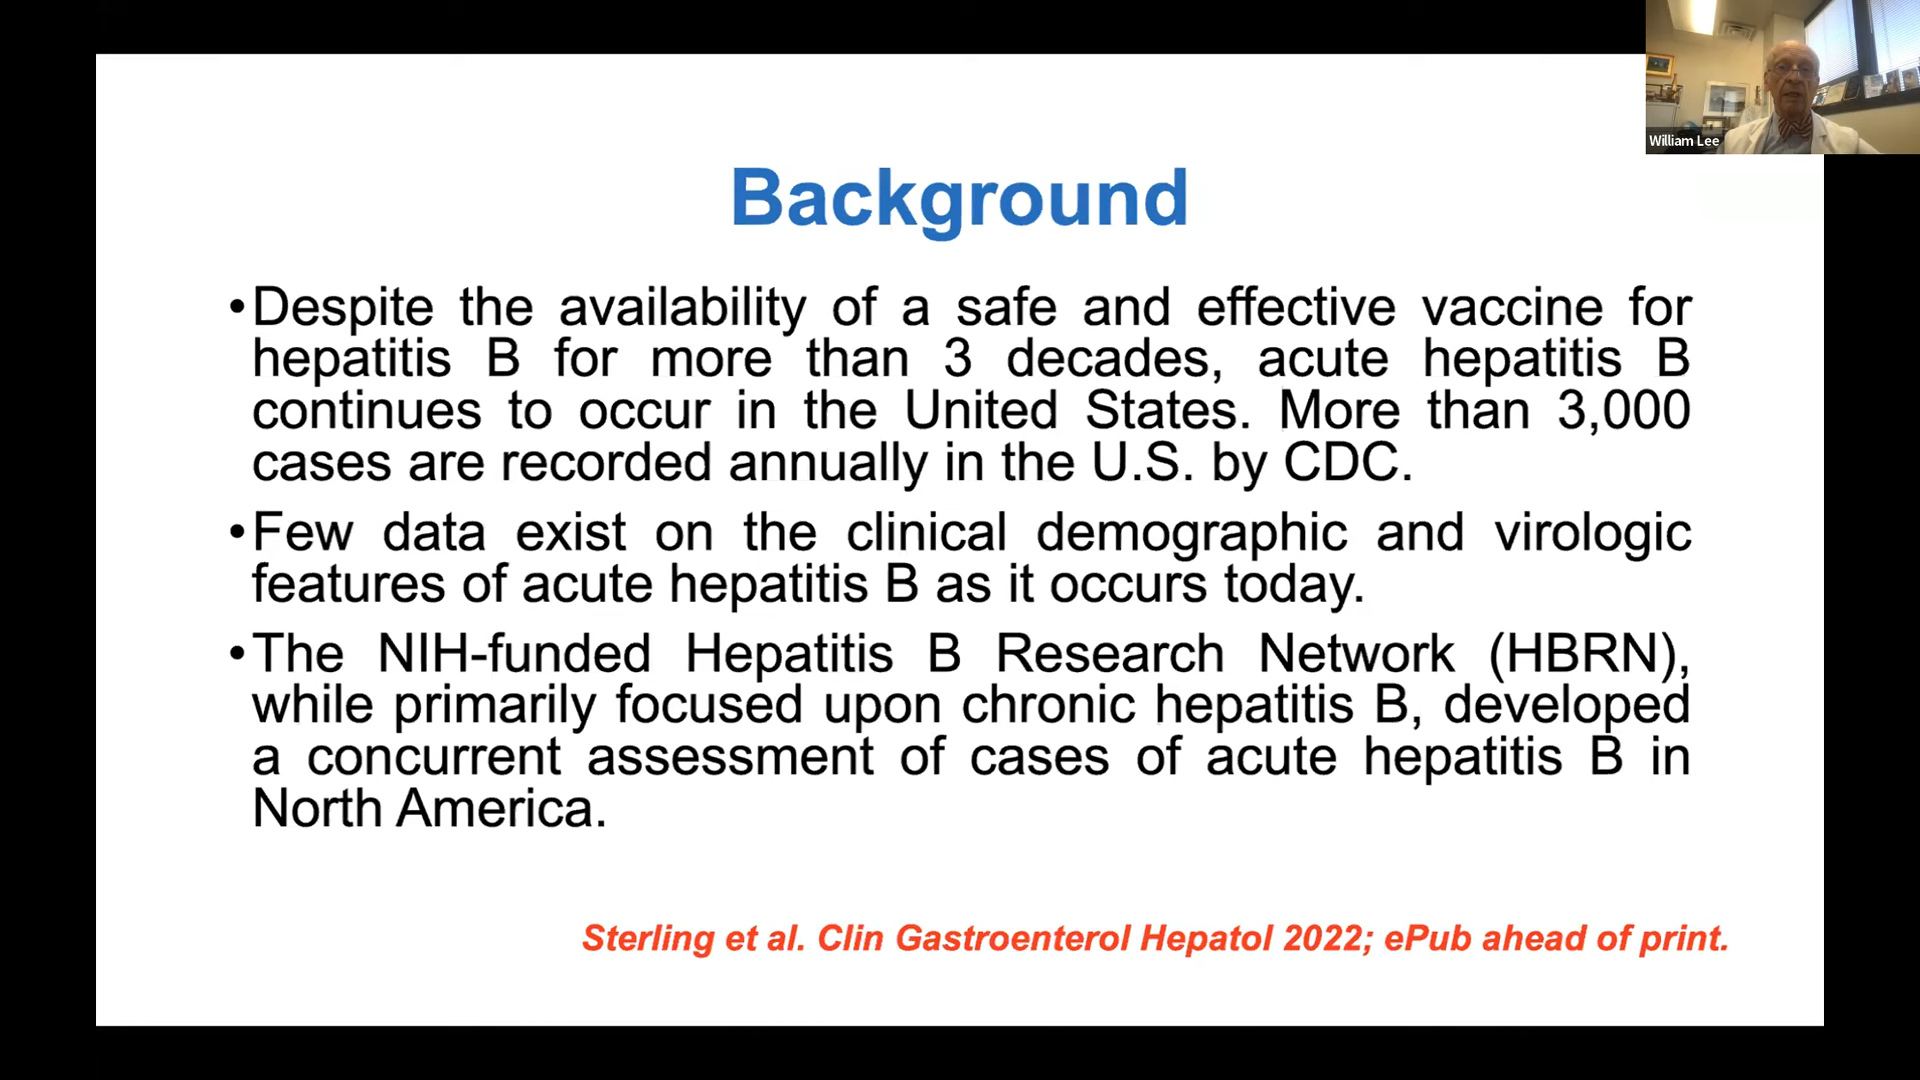 William Lee
Background
•Despite the availability of a safe and effective vaccine for
hepatitis B for more than 3 decades, acute hepatitis B
continues to occur in the United States. More than 3,000
cases are recorded annually in the U.S. by CDC.
•Few data exist on the clinical demographic and virologic
features of acute hepatitis B as it occurs today.
•The NIH-funded Hepatitis B Research Network (HBRN),
while primarily focused upon chronic hepatitis B, developed
a concurrent assessment of cases of acute hepatitis B in
North America.
Sterling et al. Clin Gastroenterol Hepatol 2022; ePub ahead of print.